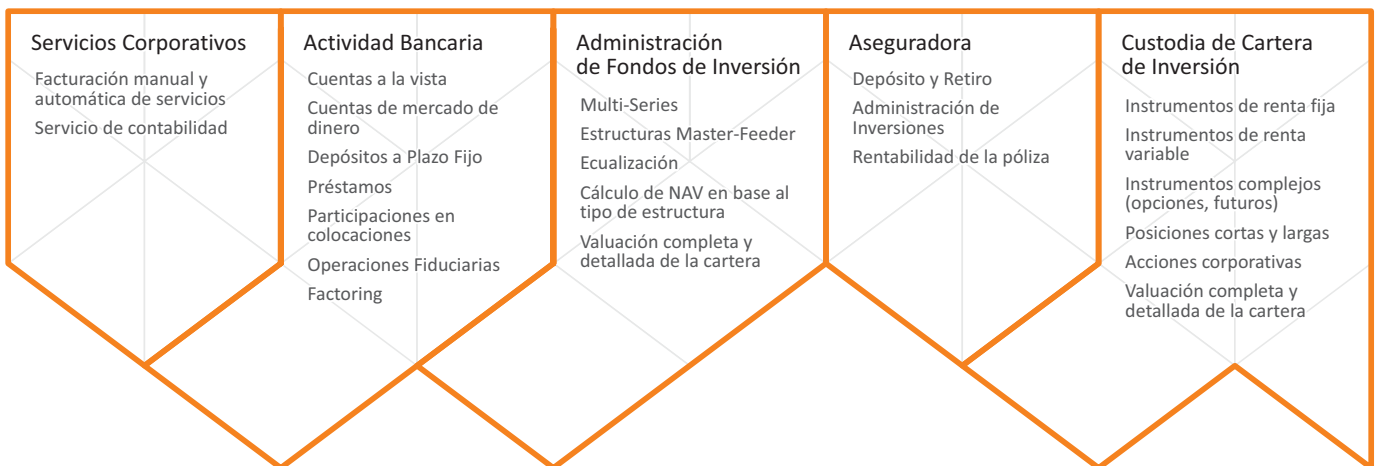 Servicios Corporativos
Facturación manual y
automática de servicios
Servicio de contabilidad
Actividad Bancaria
Cuentas a la vista
Cuentas de mercado de
dinero
Depósitos a Plazo Fijo
Préstamos
Participaciones en
colocaciones
Operaciones Fiduciarias
Factoring
Administración
de Fondos de Inversión
Multi-Series
Estructuras Master-Feeder
Ecualización
Cálculo de NAV en base al
tipo de estructura
Valuación completa y
detallada de la cartera
Aseguradora
Depósito y Retiro
Administración de
Inversiones
Rentabilidad de la póliza
Custodia de Cartera
de Inversión
Instrumentos de renta fija
Instrumentos de renta
variable
Instrumentos complejos
(opciones, futuros)
Posiciones cortas y largas
Acciones corporativas
Valuación completa y
detallada de la cartera